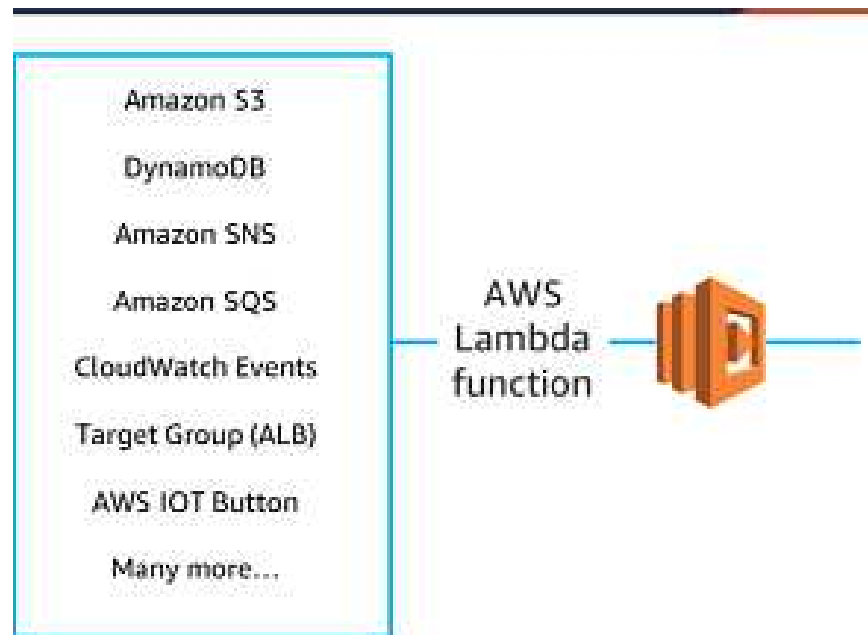 Amazon S3
DynamoDB
Amazon SNS
Amazon SQS
CloudWatch Events
Target Group (ALB)
AWS IOT Button
Many more...
AWS
Lambda
function